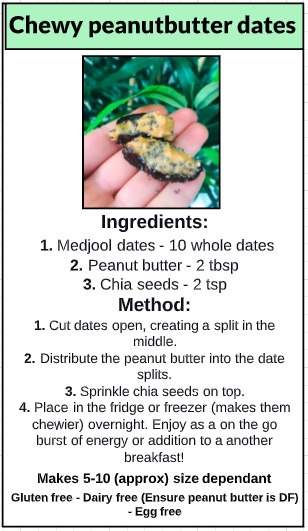 Chewy peanutbutter dates
Ingredients:
1. Medjool dates - 10 whole dates
2. Peanut butter - 2 tbsp
3. Chia seeds - 2 tsp
Method:
1. Cut dates open, creating a split in the
middle.
2. Distribute the peanut butter into the date
splits.
3. Sprinkle chia seeds on top.
4. Place in the fridge or freezer (makes them
chewier) overnight. Enjoy as a on the go
burst of energy or addition to a another
breakfast!
Makes 5-10 (approx) size dependant
Gluten free - Dairy free (Ensure peanut butter is DF)
- Egg free